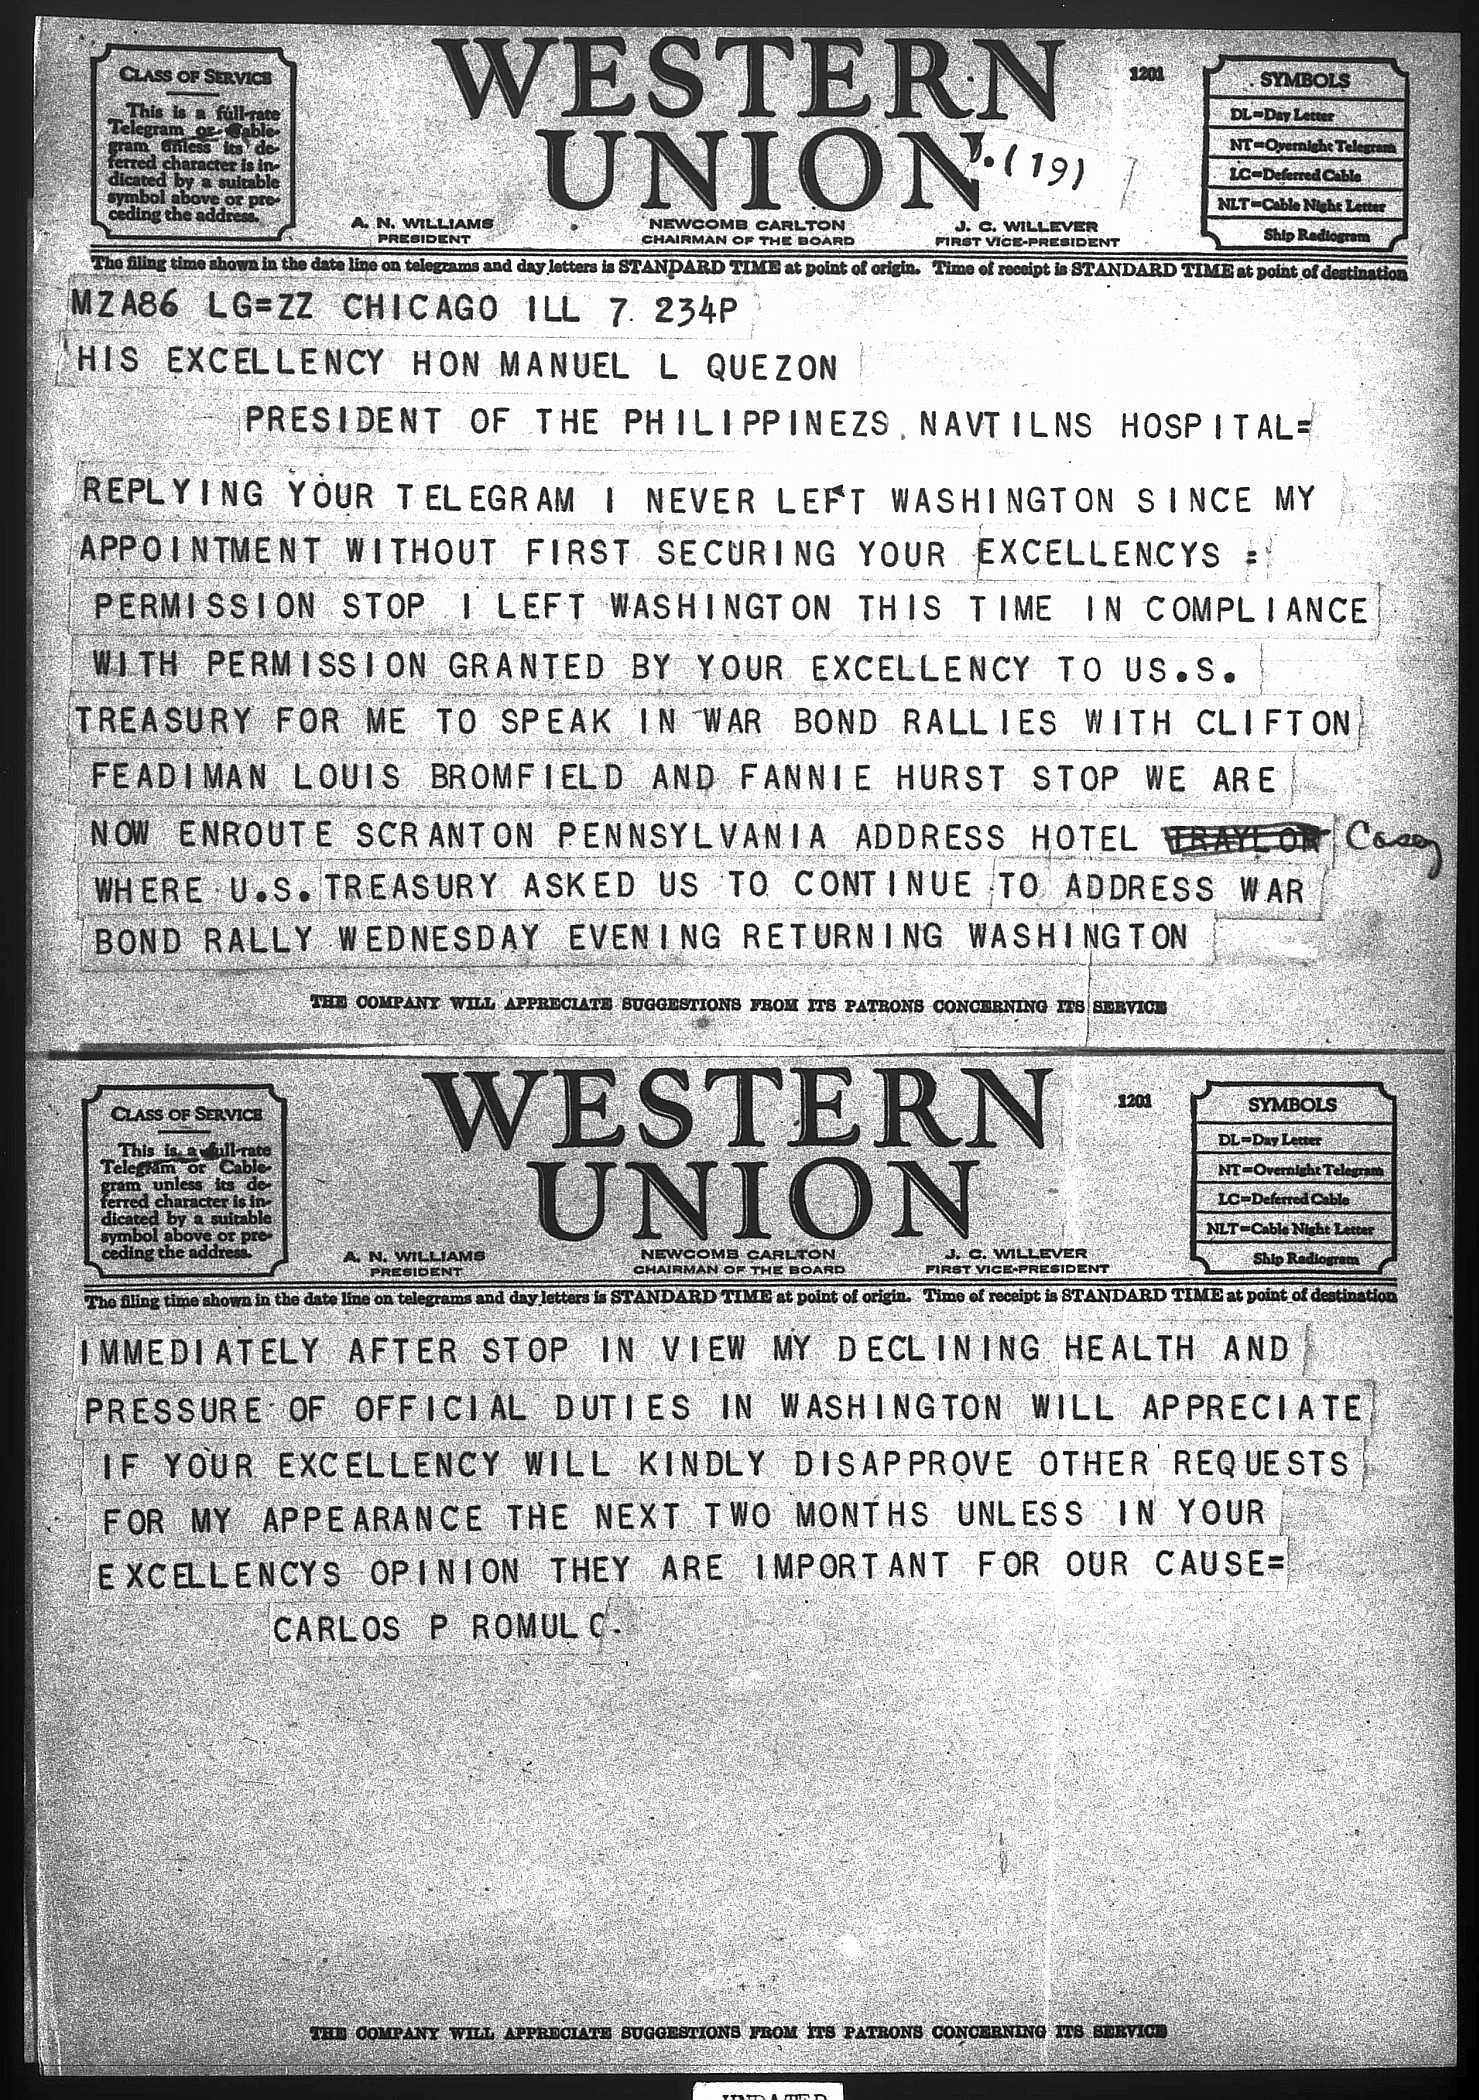 CLASS OF SERVICE
This is a full-rate
Telegram or Cable-
gram unless its de-
ferred character is in-
dicated by a suitable
symbol above or pre-
ceding the address.
WESTERN
UNION
1201
.(19)
A. N. WILLIAMS
PRESIDENT
NEWCOMB CARLTON
CHAIRMAN OF THE BOARD
J. C. WILLEVER
FIRST VICE-PRESIDENT
SYMBOLS
DL=Day Letter
NT=Overnight Telegram
LC=Deferred Cable
NLT=Cable Night Letter
Ship Radiogram
The filing time shown in the date line on telegrams and day letters is STANDARD TIME at point of origin. Time of receipt is STANDARD TIME at point of destination
MZA86 LG=ZZ CHICAGO ILL 7. 234P
HIS EXCELLENCY HON MANUEL L QUEZON
PRESIDENT OF THE PHILIPPINEZS. NAVTILNS HOSPITAL=
REPLYING YOUR TELEGRAM I NEVER LEFT WASHINGTON SINCE MY
APPOINTMENT WITHOUT FIRST SECURING YOUR EXCELLENCYS =
PERMISSION STOP I LEFT WASHINGTON THIS TIME IN COMPLIANCE
WITH PERMISSION GRANTED BY YOUR EXCELLENCY TO US.S.
TREASURY FOR ME TO SPEAK IN WAR BOND RALLIES WITH CLIFTON
FEADIMAN LOUIS BROMFIELD AND FANNIE HURST STOP WE ARE
NOW ENROUTE SCRANTON PENNSYLVANIA ADDRESS HOTEL TRAYLOR Casey
WHERE U.S. TREASURY ASKED US TO CONTINUE TO ADDRESS WAR
BOND RALLY WEDNESDAY EVENING RETURNING WASHINGTON
THE COMPANY WILL APPRECIATE SUGGESTIONS FROM ITS PATRONS CONCERNING ITS SERVICE
CLASS OF SERVICE
This is a full-rate
Telegram or Cable-
gram unless its de-
ferred character is in-
dicated by a suitable
symbol above or pre-
ceding the address.
WESTERN
UNION
1201
A. N. WILLIAMS
PRESIDENT
NEWCOMB CARLTON
CHAIRMAN OF THE BOARD
J. C. WILLEVER
FIRST VICE-PRESIDENT
SYMBOLS
DL=Day Letter
NT=Overnight Telegram
LC=Deferred Cable
NLT=Cable Night Letter
Ship Radiogram
The filing time shown in the date line on telegrams and day letters is STANDARD TIME at point of origin. Time of receipt is STANDARD TIME at point of destination
IMMEDIATELY AFTER STOP IN VIEW MY DECLINING HEALTH AND
PRESSURE OF OFFICIAL DUTIES IN WASHINGTON WILL APPRECIATE
IF YOUR EXCELLENCY WILL KINDLY DISAPPROVE OTHER REQUESTS
FOR MY APPEARANCE THE NEXT TWO MONTHS UNLESS IN YOUR
EXCELLENCYS OPINION THEY ARE IMPORTANT FOR OUR CAUSE=
CARLOS P ROMULO.
THE COMPANY WILL APPRECIATE SUGGESTIONS FROM ITS PATRONS CONCERNING ITS SERVICE
UNDATED